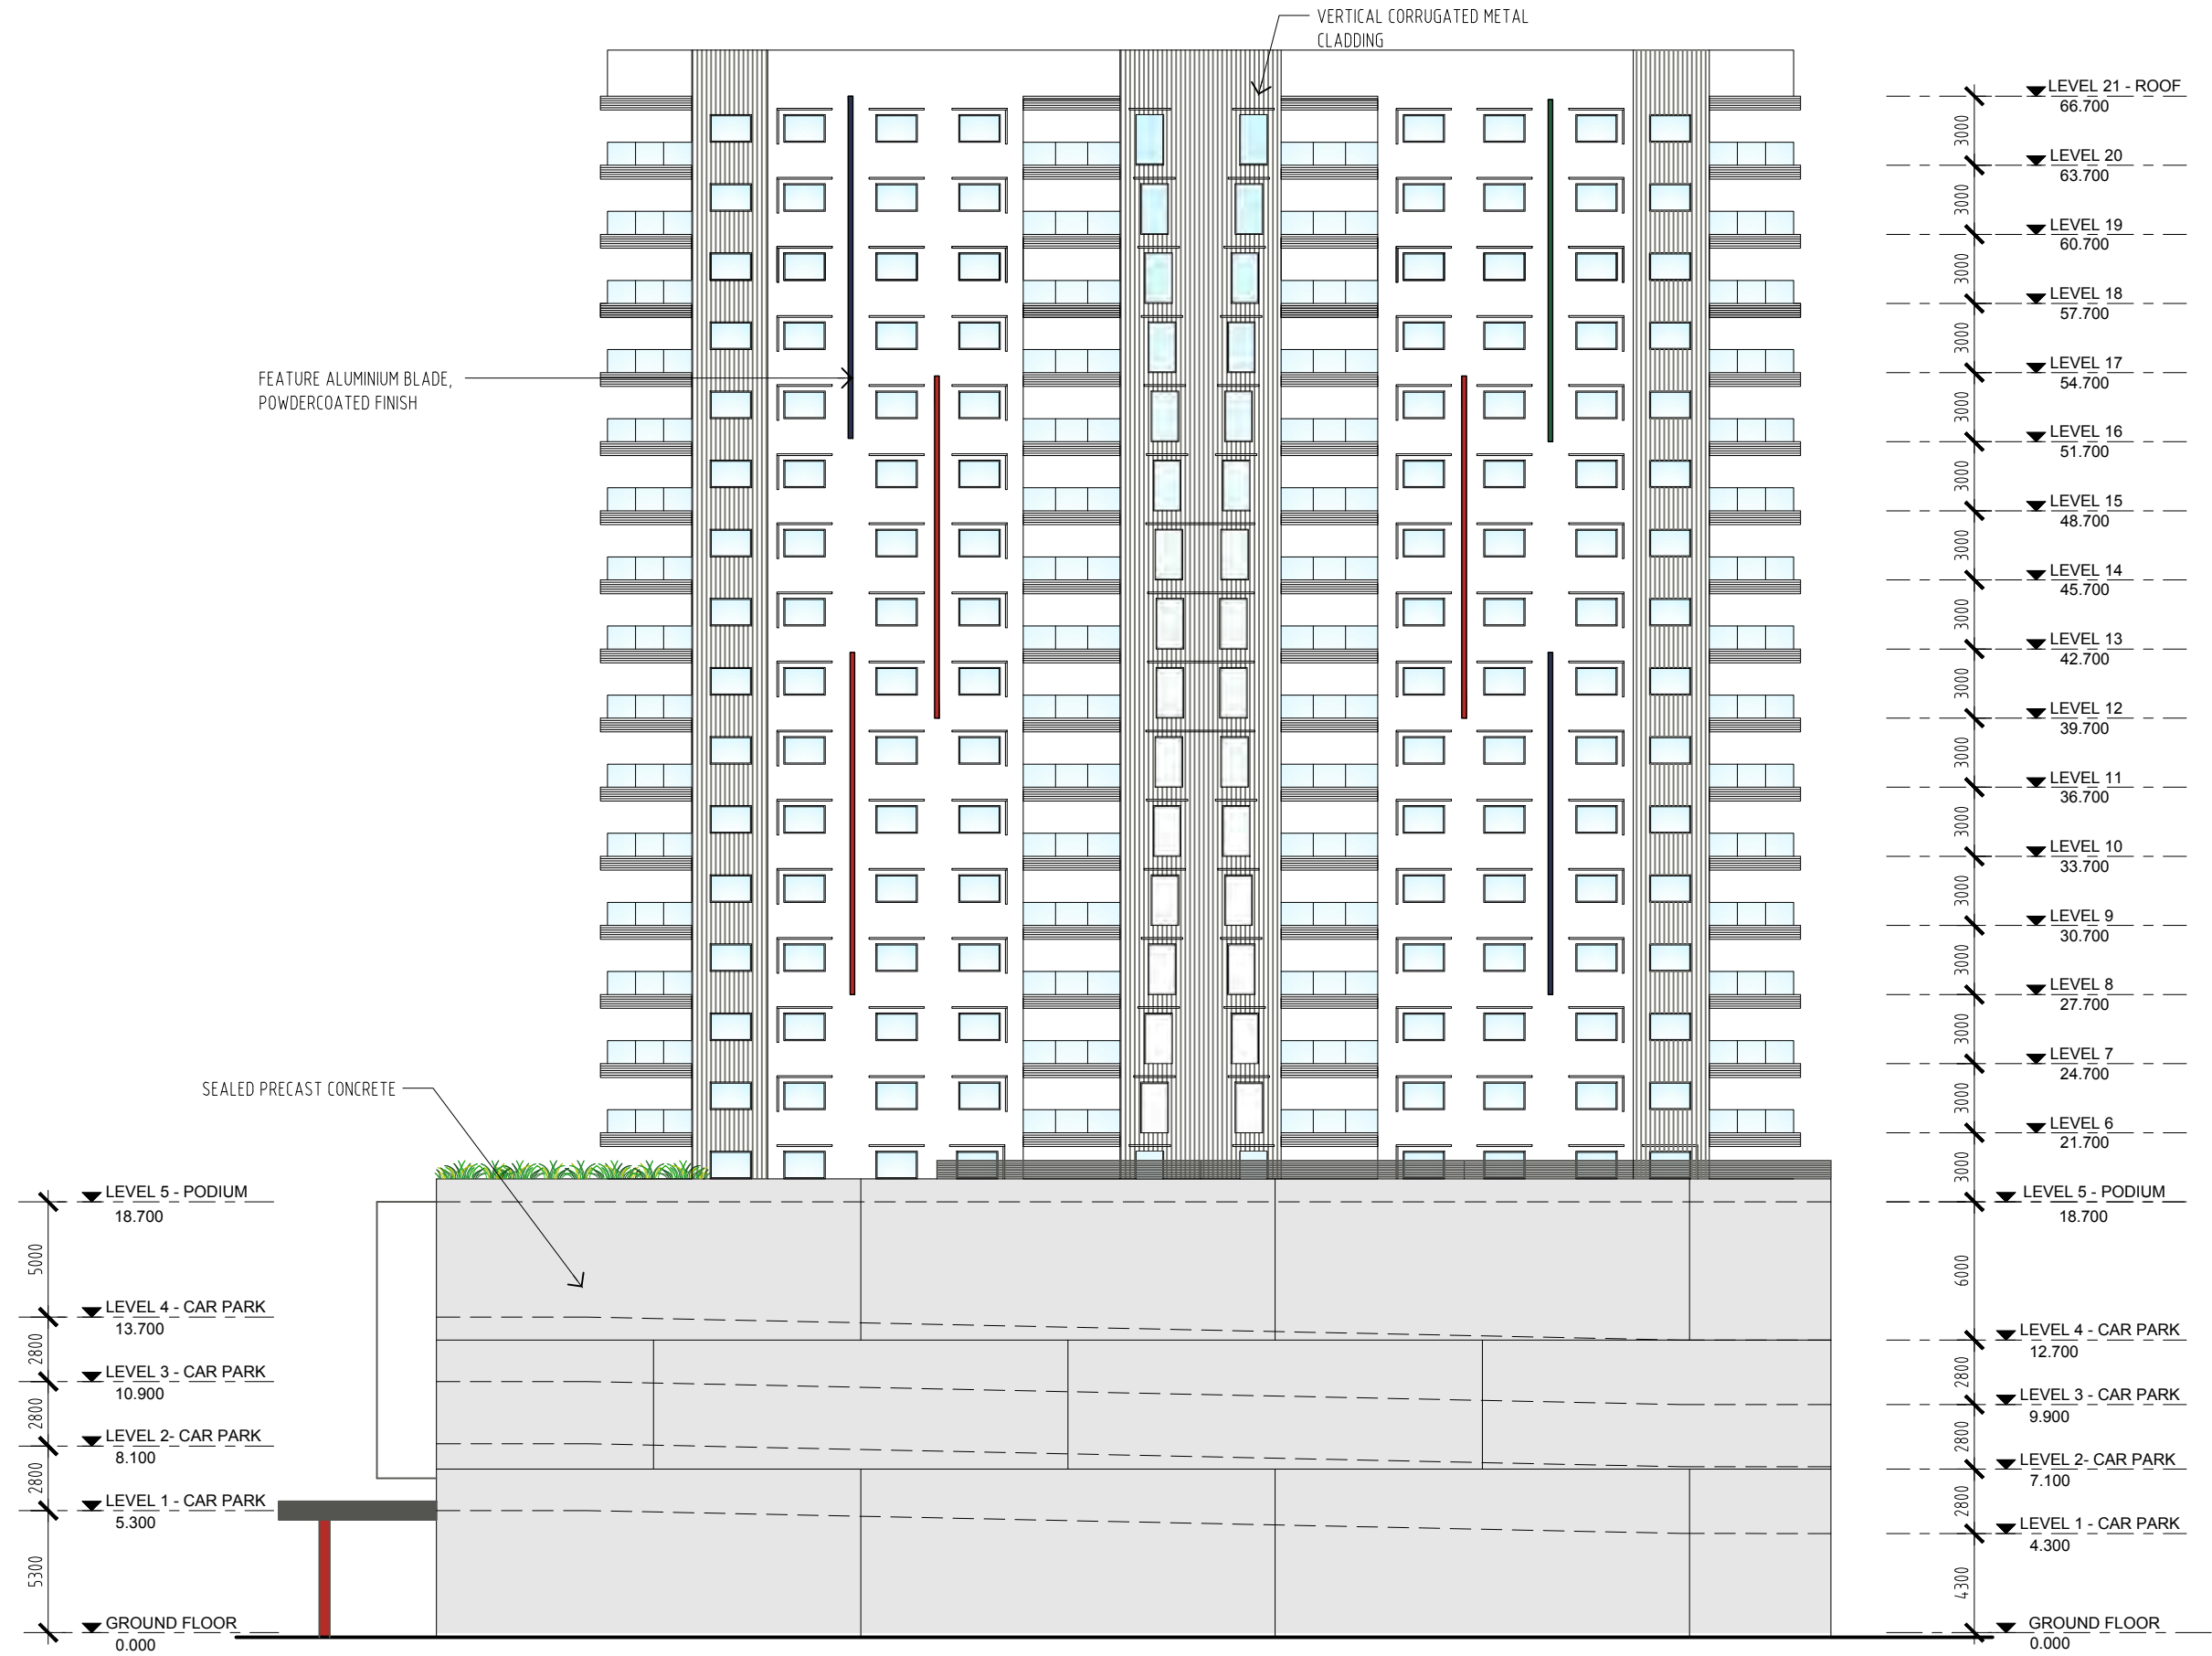 VERTICAL CORRUGATED METAL
CLADDING
FEATURE ALUMINIUM BLADE,
POWDERCOATED FINISH
SEALED PRECAST CONCRETE
LEVEL 5 - PODIUM
18.700
5000
LEVEL 4 - CAR PARK
13.700
2800
LEVEL 3 - CAR PARK
10.900
2800
LEVEL 2- CAR PARK
8.100
2800
LEVEL 1 - CAR PARK
5.300
5300
GROUND FLOOR
0.000
LEVEL 21 - ROOF
66.700
3000
LEVEL 20
63.700
3000
LEVEL 19
60.700
3000
LEVEL 18
57.700
3000
LEVEL 17
54.700
3000
LEVEL 16
51.700
3000
LEVEL 15
48.700
3000
LEVEL 14
45.700
3000
LEVEL 13
42.700
3000
LEVEL 12
39.700
3000
LEVEL 11
36.700
3000
LEVEL 10
33.700
3000
LEVEL 9
30.700
3000
LEVEL 8
27.700
3000
LEVEL 7
24.700
3000
LEVEL 6
21.700
3000
LEVEL 5 - PODIUM
18.700
6000
LEVEL 4 - CAR PARK
12.700
2800
LEVEL 3 - CAR PARK
9.900
2800
LEVEL 2- CAR PARK
7.100
2800
LEVEL 1 - CAR PARK
4.300
4300
GROUND FLOOR
0.000